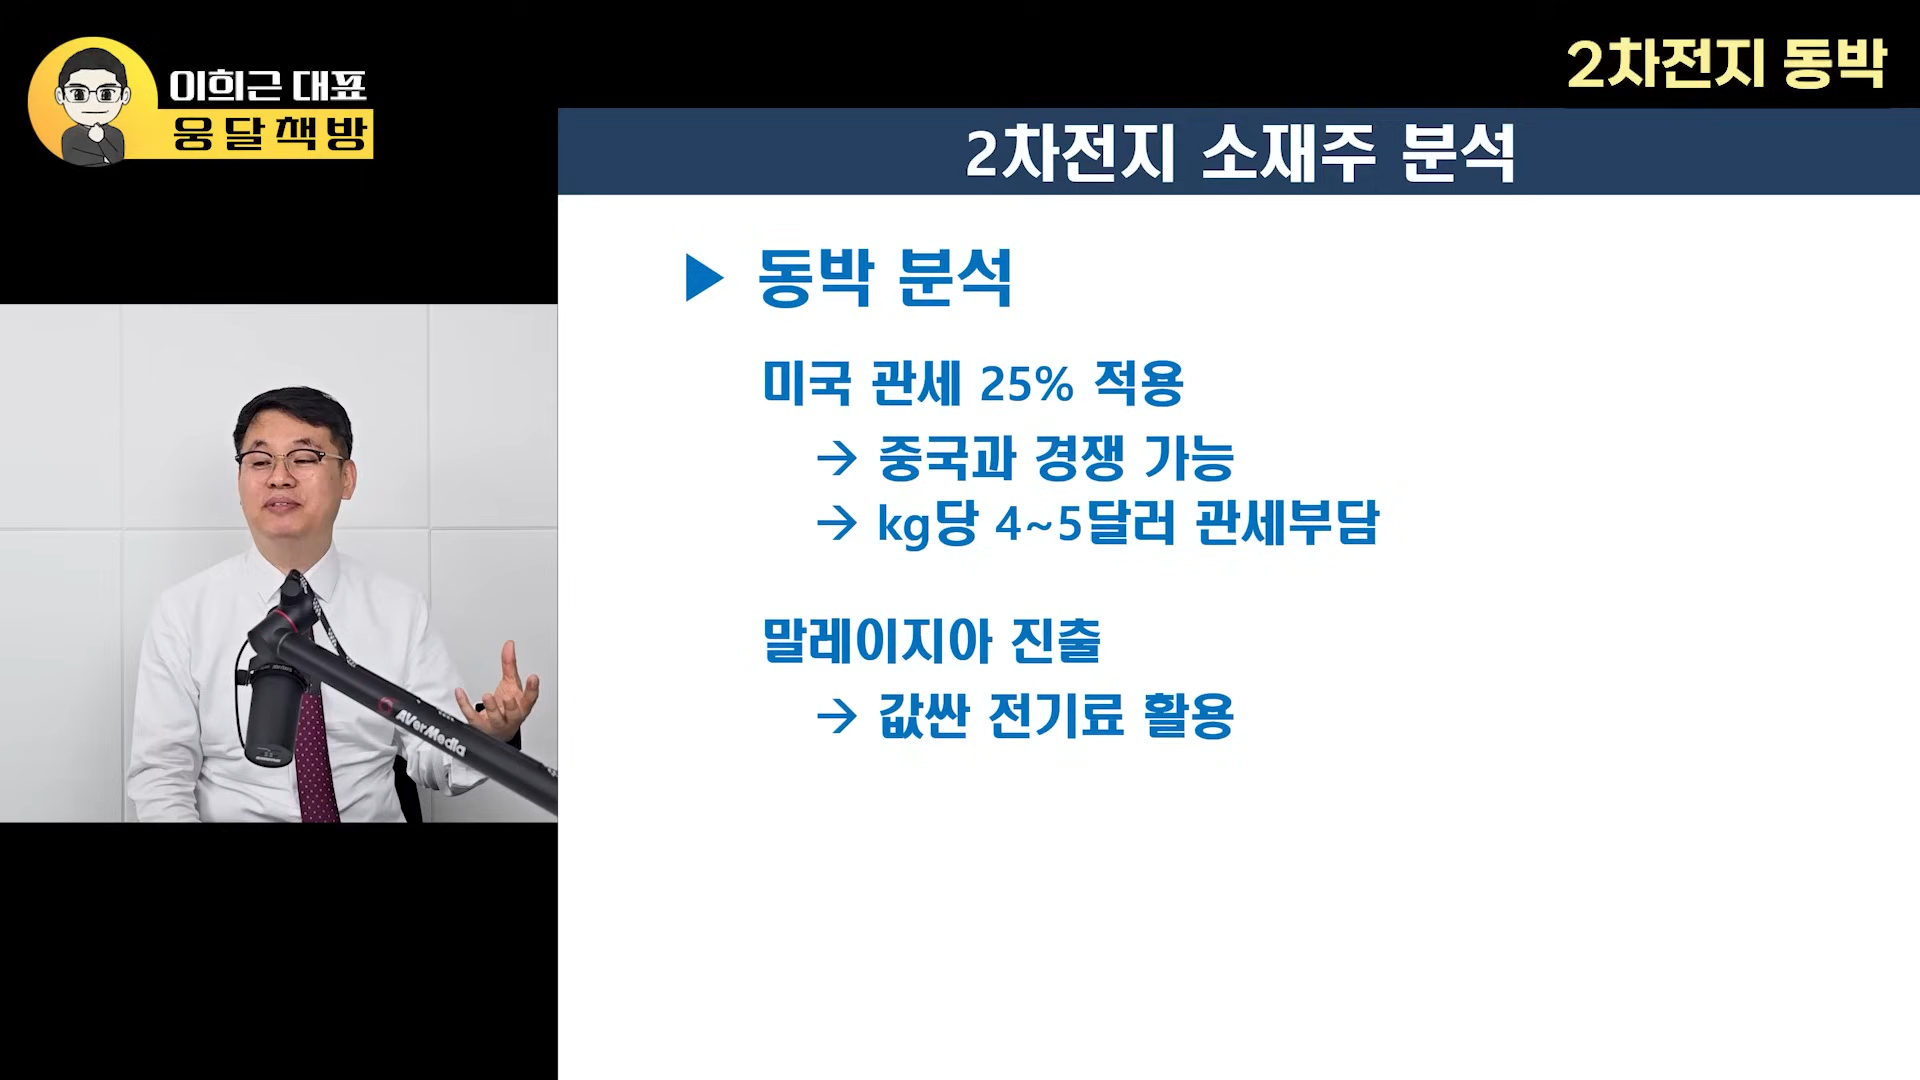 이희근 대표
웅달책방
2차전지 동박
2차전지 소재주 분석
▶ 동박 분석
미국 관세 25% 적용
→ 중국과 경쟁 가능
→ kg당 4~5달러 관세부담
말레이지아 진출
→ 값싼 전기료 활용
AVerMedia